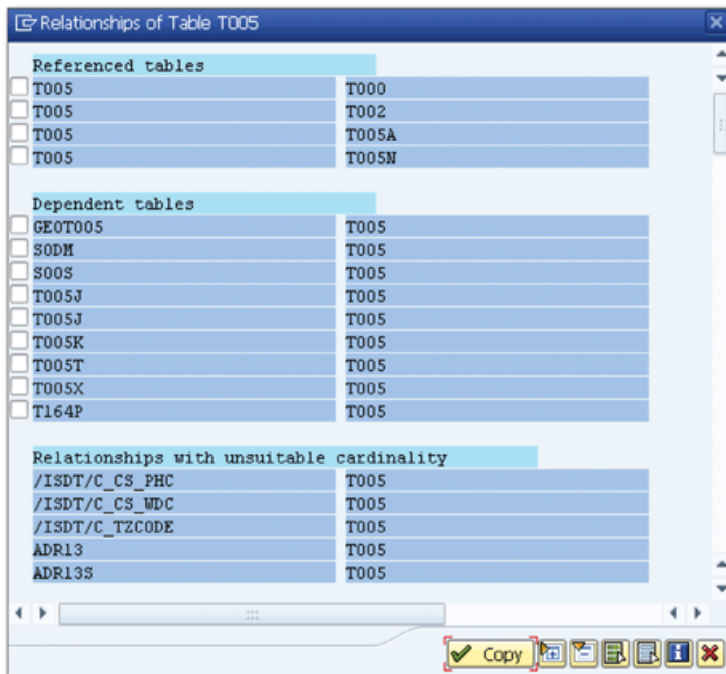 Relationships of Table T005
Referenced tables
T005 T000
T005 T002
T005 T005A
T005 T005N
Dependent tables
GEOT005 T005
SODM T005
SOOS T005
T005J T005
T005J T005
T005K T005
T005T T005
T005X T005
T164P T005
Relationships with unsuitable cardinality
/ISDT/C_CS_PHC T005
/ISDT/C_CS_WDC T005
/ISDT/C_TZCODE T005
ADR13 T005
ADR13S T005
Copy